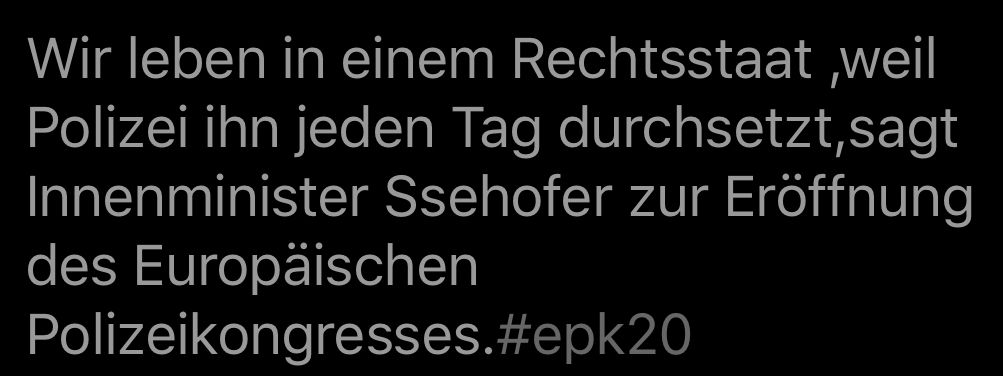 Wir leben in einem Rechtsstaat ,weil
Polizei ihn jeden Tag durchsetzt,sagt
Innenminister Ssehofer zur Eröffnung
des Europäischen
Polizeikongresses.#epk20